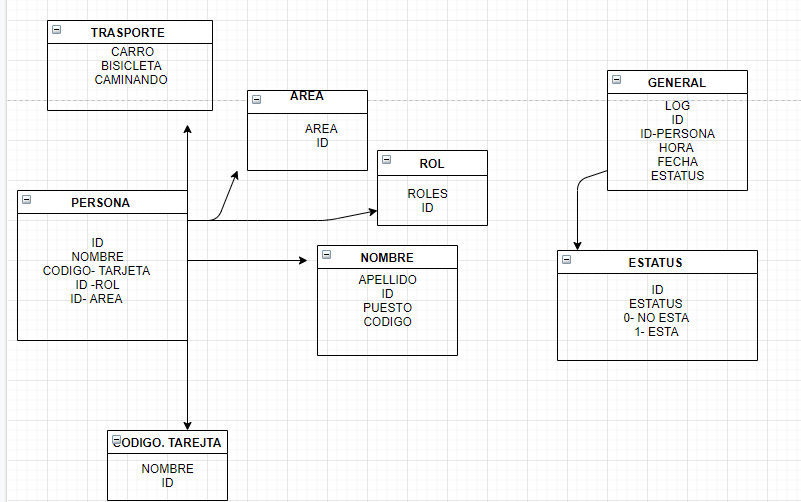 TRASPORTE
CARRO
BISICLETA
CAMINANDO
AREA
AREA
ID
ROL
ROLES
ID
PERSONA
ID
NOMBRE
CODIGO- TARJETA
ID -ROL
ID- AREA
NOMBRE
APELLIDO
ID
PUESTO
CODIGO
CODIGO. TAREJTA
NOMBRE
ID
GENERAL
LOG
ID
ID-PERSONA
HORA
FECHA
ESTATUS
ESTATUS
ID
ESTATUS
0- NO ESTA
1- ESTA